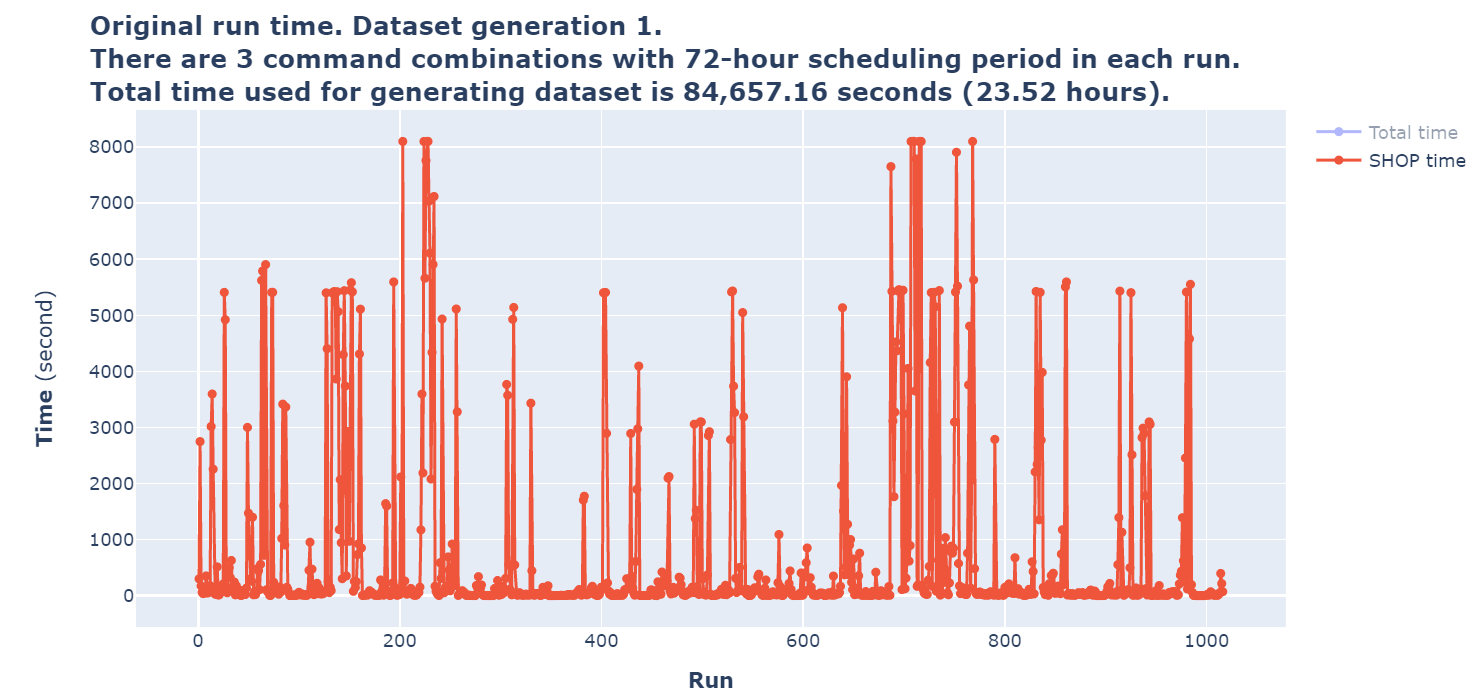 Original run time. Dataset generation 1.
There are 3 command combinations with 72-hour scheduling period in each run.
Total time used for generating dataset is 84,657.16 seconds (23.52 hours).
Total time
SHOP time
8000
7000
6000
5000
4000
3000
2000
1000
0
Time (second)
0 200 400 600 800 1000
Run